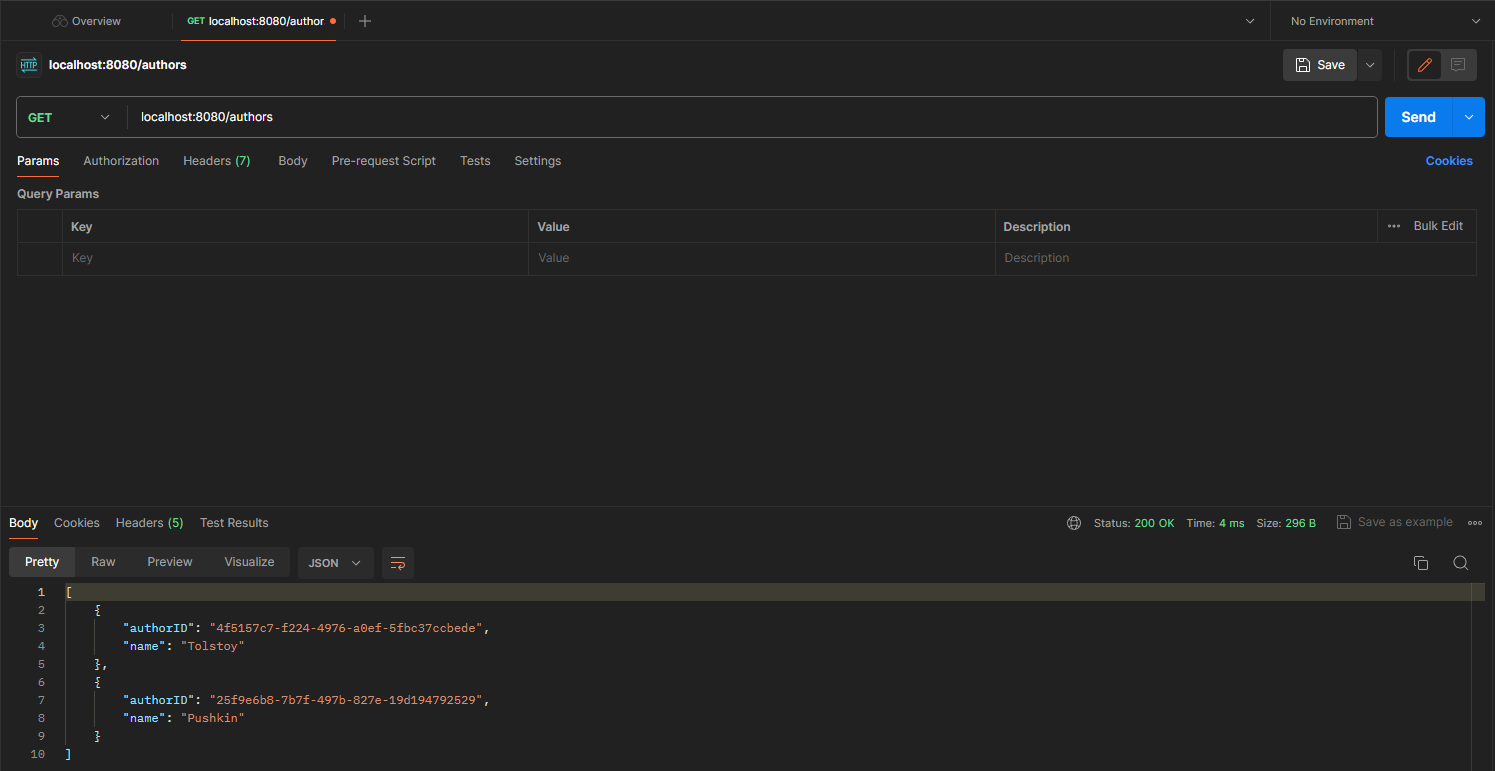 Overview GET localhost:8080/author No Environment
HTTP localhost:8080/authors Save
GET localhost:8080/authors Send
Params Authorization Headers (7) Body Pre-request Script Tests Settings Cookies
Query Params
Key Value Description Bulk Edit
Key Value Description
Body Cookies Headers (5) Test Results Status: 200 OK Time: 4 ms Size: 296 B Save as example
Pretty Raw Preview Visualize JSON
1 [
2 {
3 "authorID": "4f5157c7-f224-4976-a0ef-5fbc37ccbede",
4 "name": "Tolstoy"
5 },
6 {
7 "authorID": "25f9e6b8-7b7f-497b-827e-19d194792529",
8 "name": "Pushkin"
9 }
10 ]